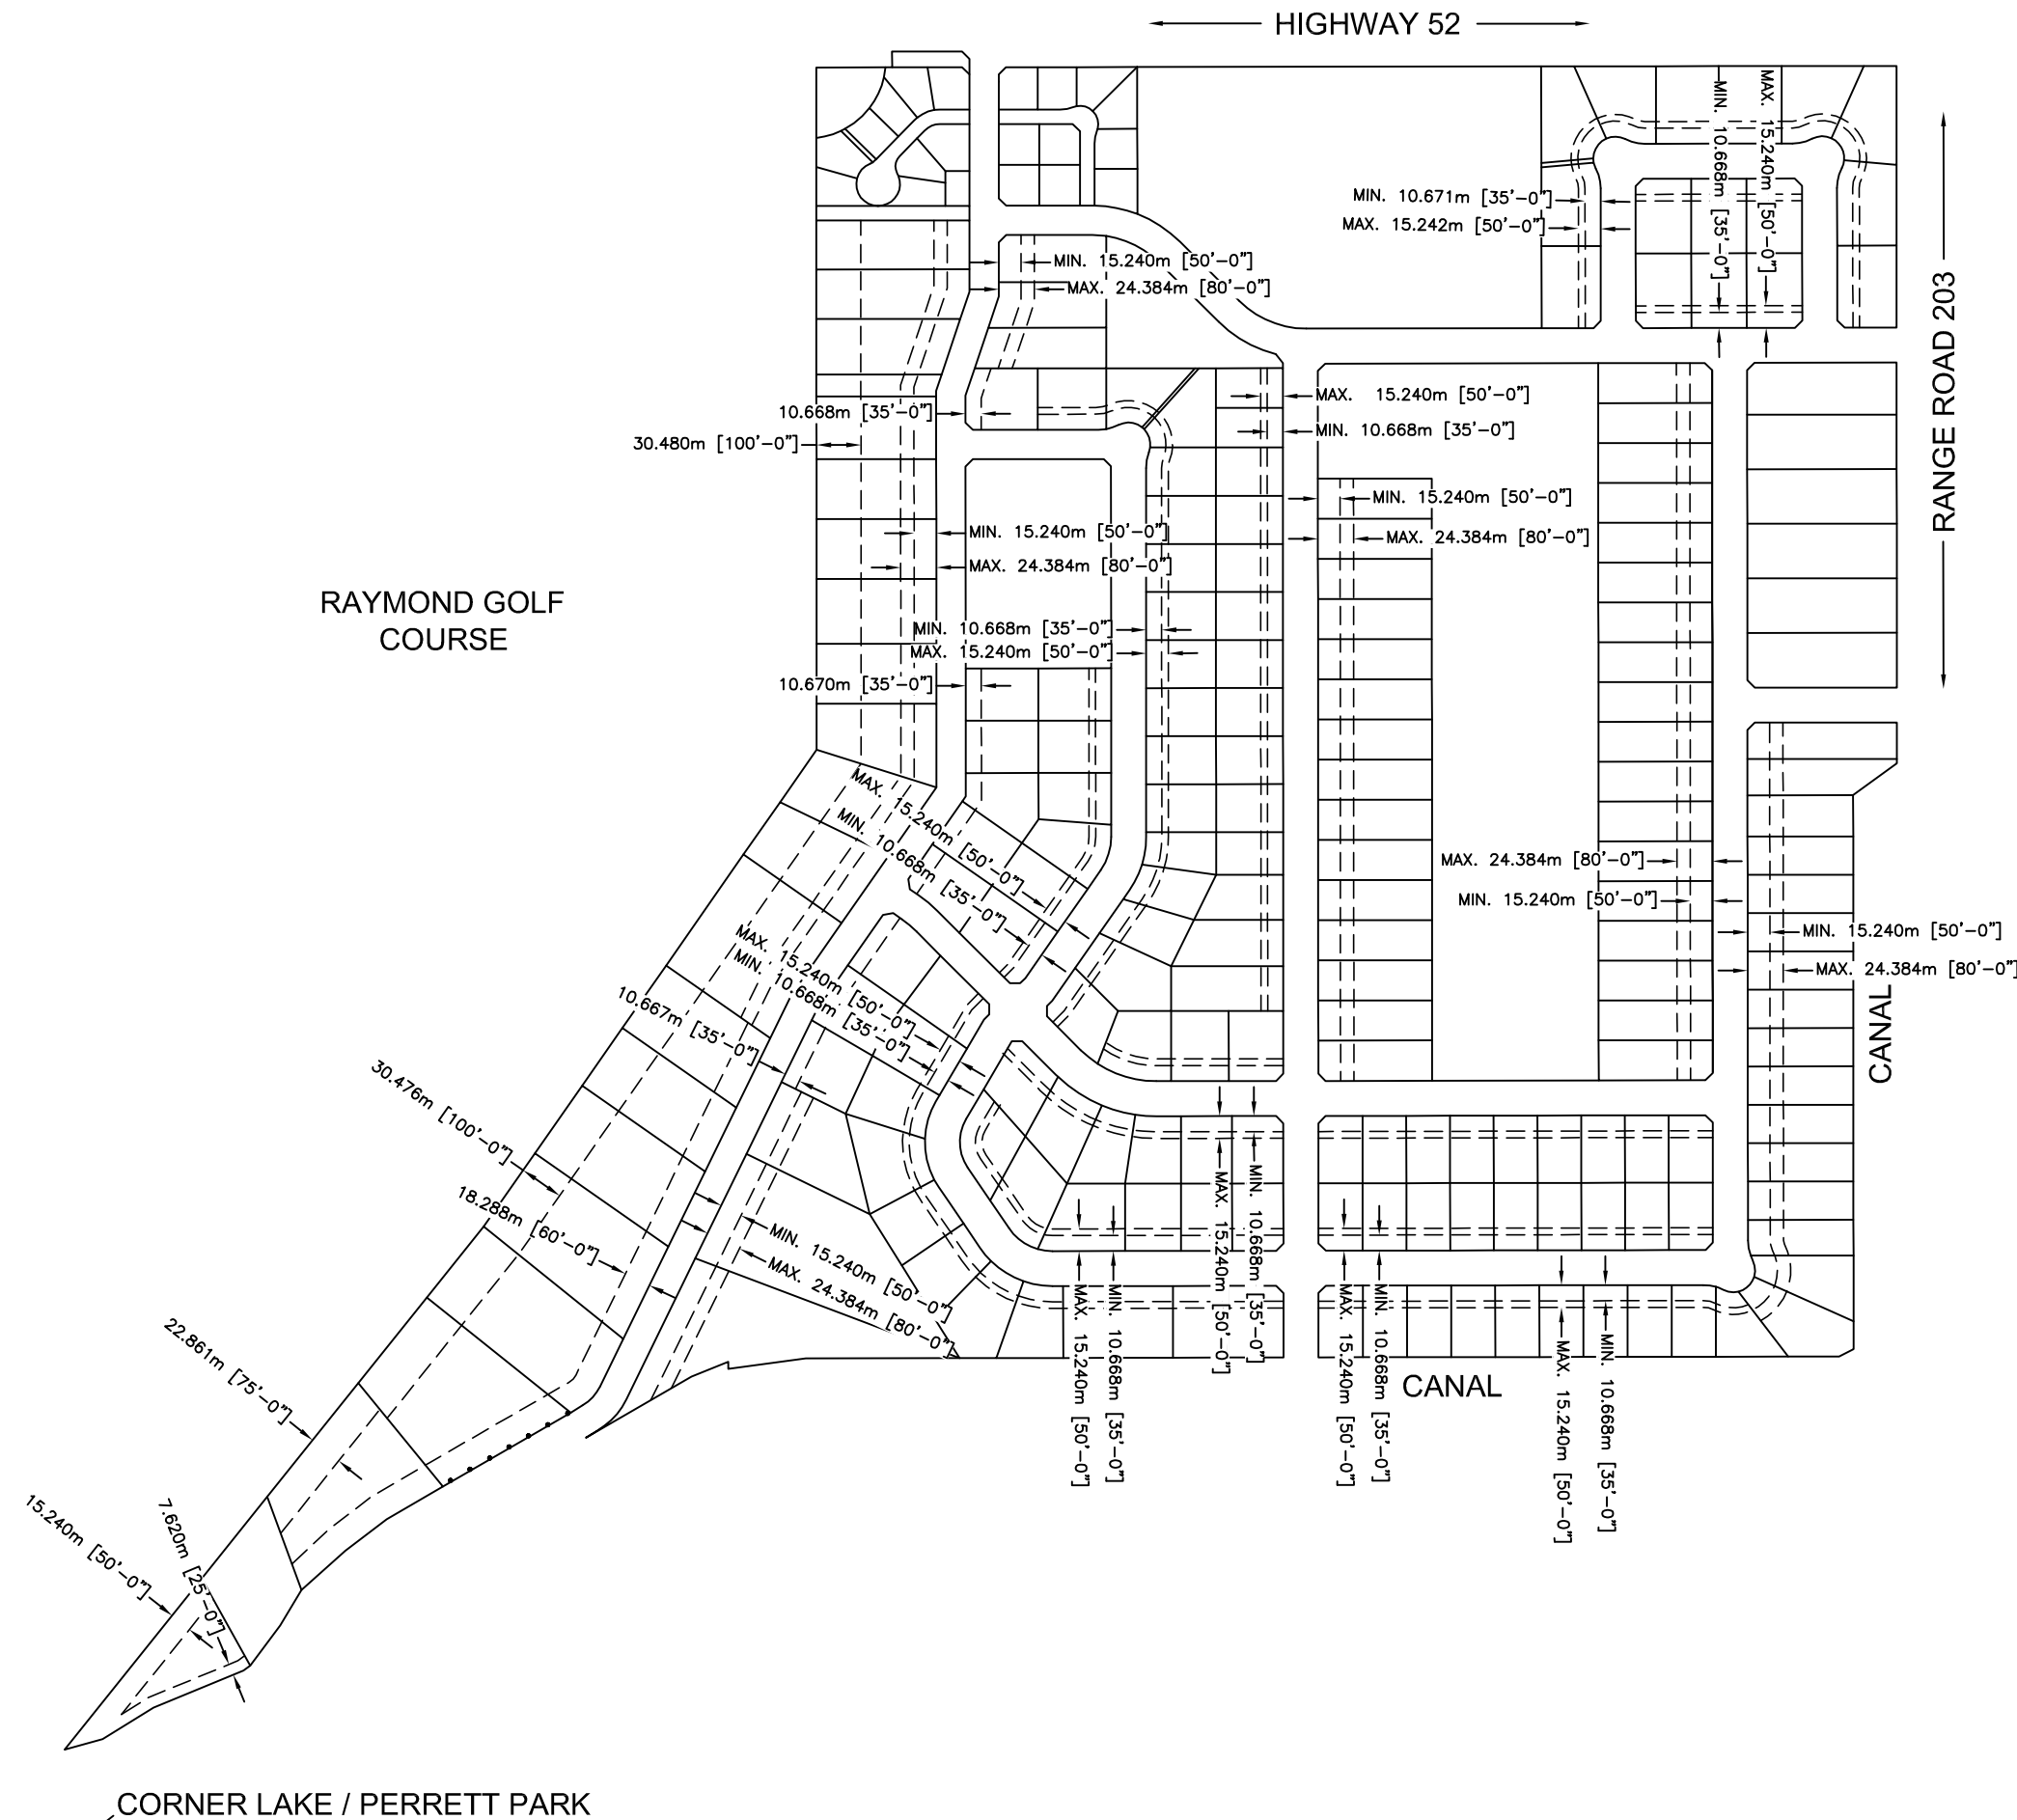 HIGHWAY 52
MIN. 10.668m [35'-0"]
MAX. 15.240m [50'-0"]
MIN. 10.671m [35'-0"]
MAX. 15.242m [50'-0"]
RANGE ROAD 203
MIN. 15.240m [50'-0"]
MAX. 24.384m [80'-0"]
10.668m [35'-0"]
30.480m [100'-0"]
MAX. 15.240m [50'-0"]
MIN. 10.668m [35'-0"]
MIN. 15.240m [50'-0"]
MAX. 24.384m [80'-0"]
MIN. 15.240m [50'-0"]
MAX. 24.384m [80'-0"]
RAYMOND GOLF
COURSE
MIN. 10.668m [35'-0"]
MAX. 15.240m [50'-0"]
10.670m [35'-0"]
MAX. 15.240m [50'-0"]
MIN. 10.668m [35'-0"]
MAX. 24.384m [80'-0"]
MIN. 15.240m [50'-0"]
MIN. 15.240m [50'-0"]
MAX. 24.384m [80'-0"]
CANAL
MAX. 15.240m [50'-0"]
MIN. 10.668m [35'-0"]
10.667m [35'-0"]
30.476m [100'-0"]
18.288m [60'-0"]
MIN. 15.240m [50'-0"]
MAX. 24.384m [80'-0"]
MAX. 15.240m [50'-0"]
MIN. 10.668m [35'-0"]
MAX. 15.240m [50'-0"]
MIN. 10.668m [35'-0"]
MAX. 15.240m [50'-0"]
MIN. 10.668m [35'-0"]
MAX. 15.240m [50'-0"]
MIN. 10.668m [35'-0"]
CANAL
22.861m [75'-0"]
15.240m [50'-0"]
7.620m [25'-0"]
CORNER LAKE / PERRETT PARK